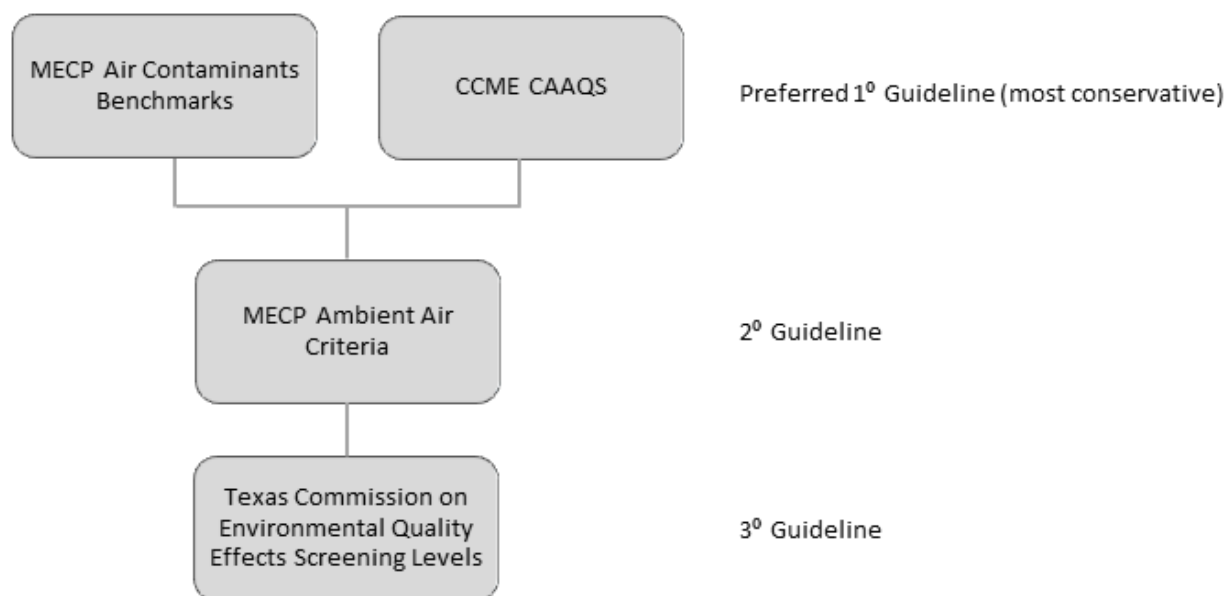 MECP Air Contaminants
Benchmarks
CCME CAAQS
Preferred 1⁰ Guideline (most conservative)
MECP Ambient Air
Criteria
2⁰ Guideline
Texas Commission on
Environmental Quality
Effects Screening Levels
3⁰ Guideline